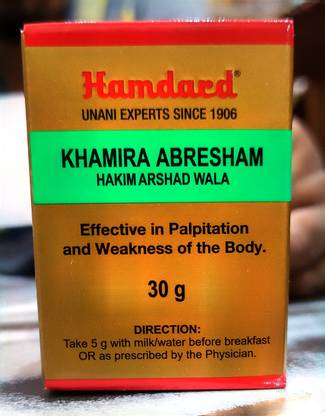 Hamdard®
UNANI EXPERTS SINCE 1906
KHAMIRA ABRESHAM
HAKIM ARSHAD WALA
Effective in Palpitation
and Weakness of the Body.
30 g
DIRECTION:
Take 5 g with milk/water before breakfast
OR as prescribed by the Physician.